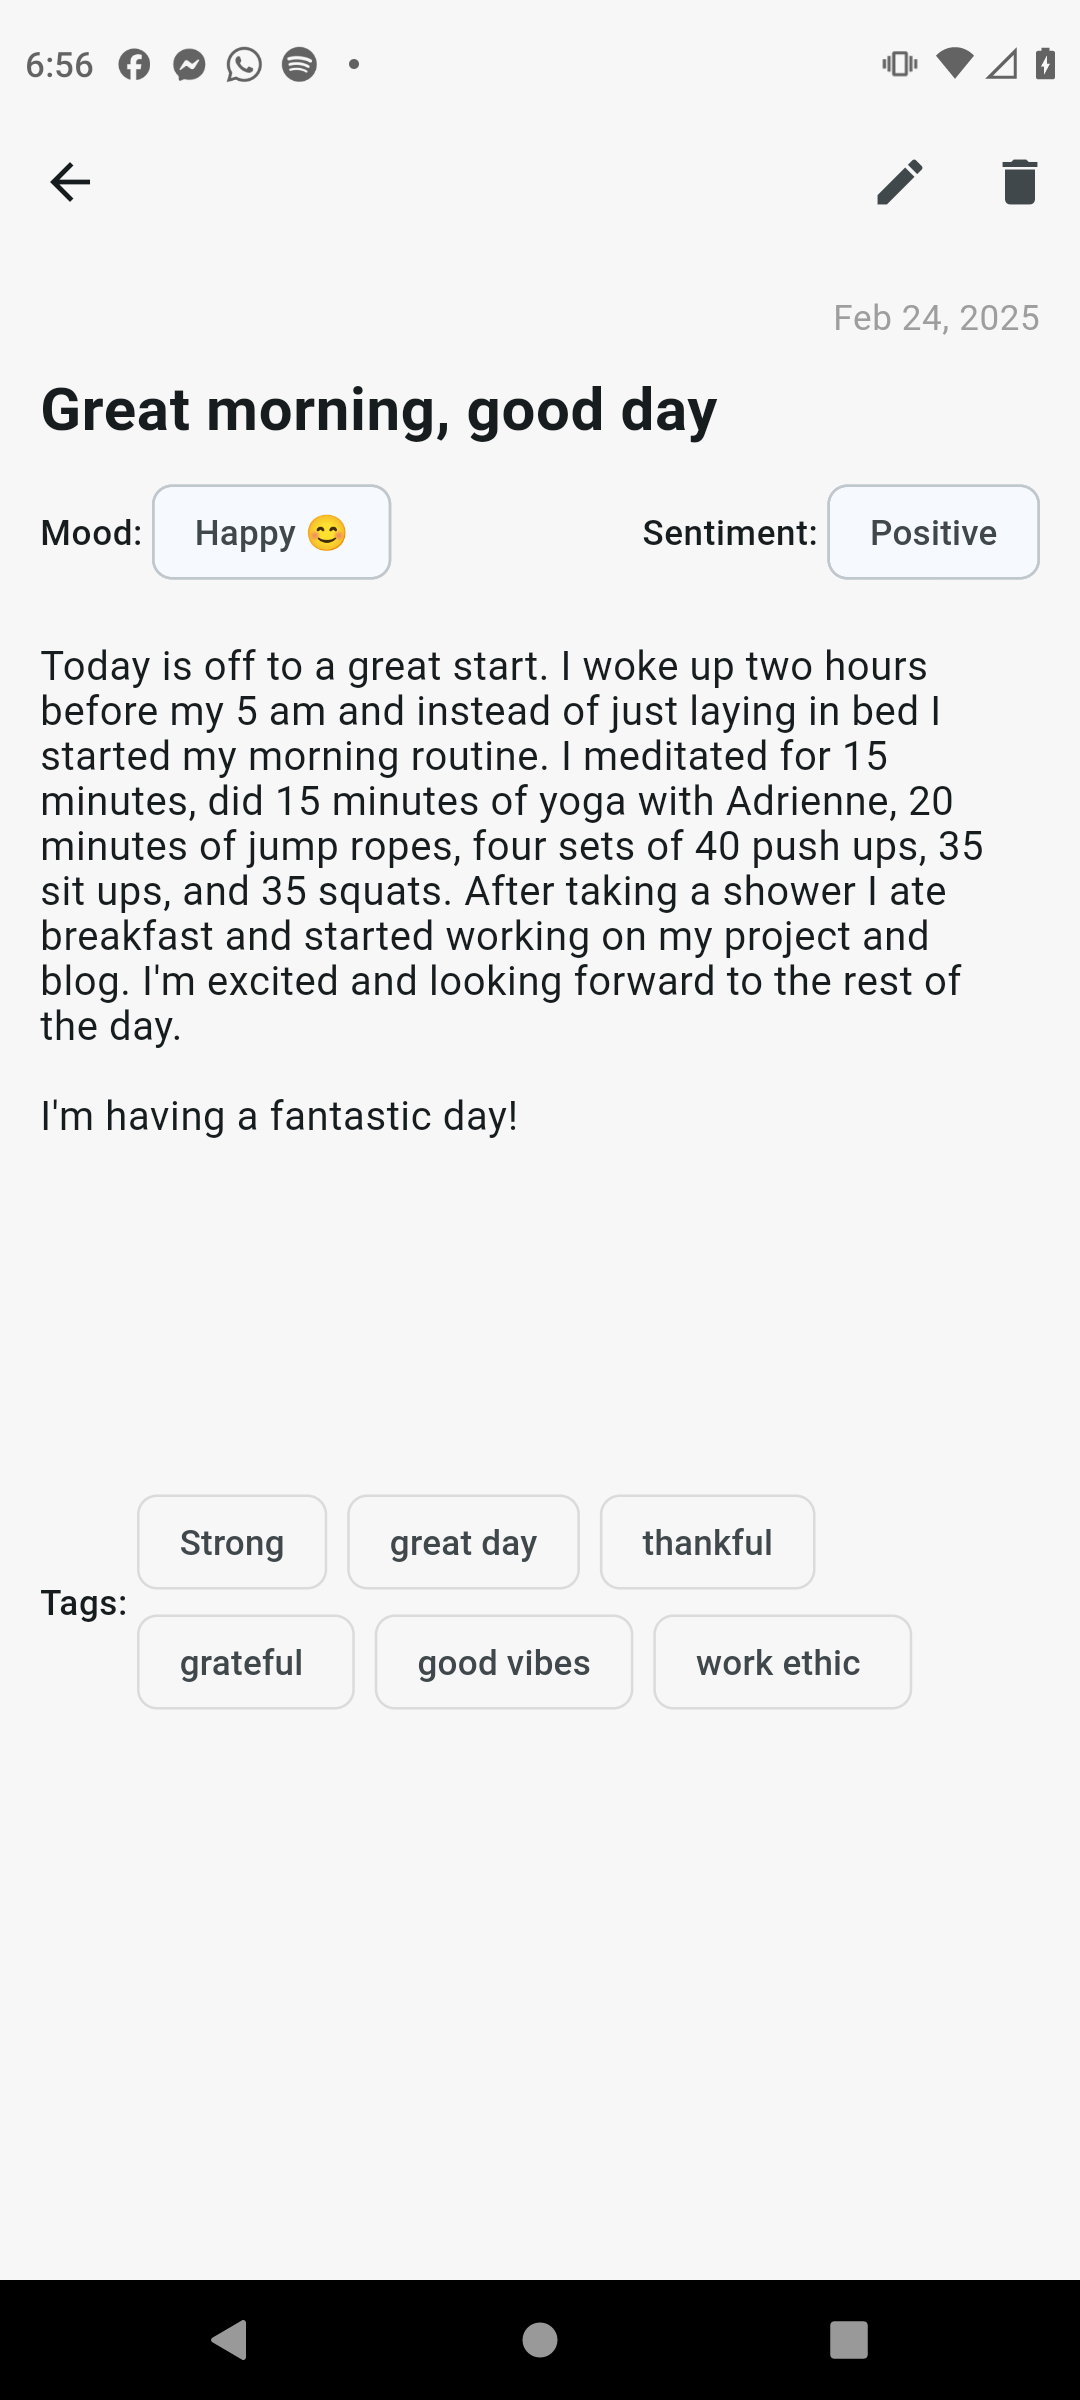 6:56
Feb 24, 2025
Great morning, good day
Mood: Happy 😊 Sentiment: Positive
Today is off to a great start. I woke up two hours
before my 5 am and instead of just laying in bed I
started my morning routine. I meditated for 15
minutes, did 15 minutes of yoga with Adrienne, 20
minutes of jump ropes, four sets of 40 push ups, 35
sit ups, and 35 squats. After taking a shower I ate
breakfast and started working on my project and
blog. I'm excited and looking forward to the rest of
the day.
I'm having a fantastic day!
Tags:
Strong great day thankful
grateful good vibes work ethic